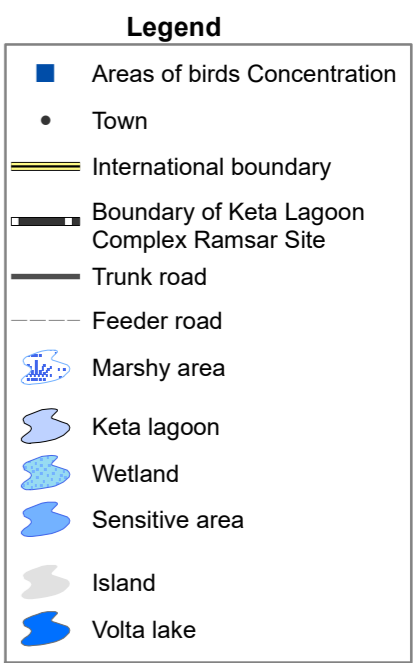 Legend
Areas of birds Concentration
Town
International boundary
Boundary of Keta Lagoon
Complex Ramsar Site
Trunk road
Feeder road
Marshy area
Keta lagoon
Wetland
Sensitive area
Island
Volta lake